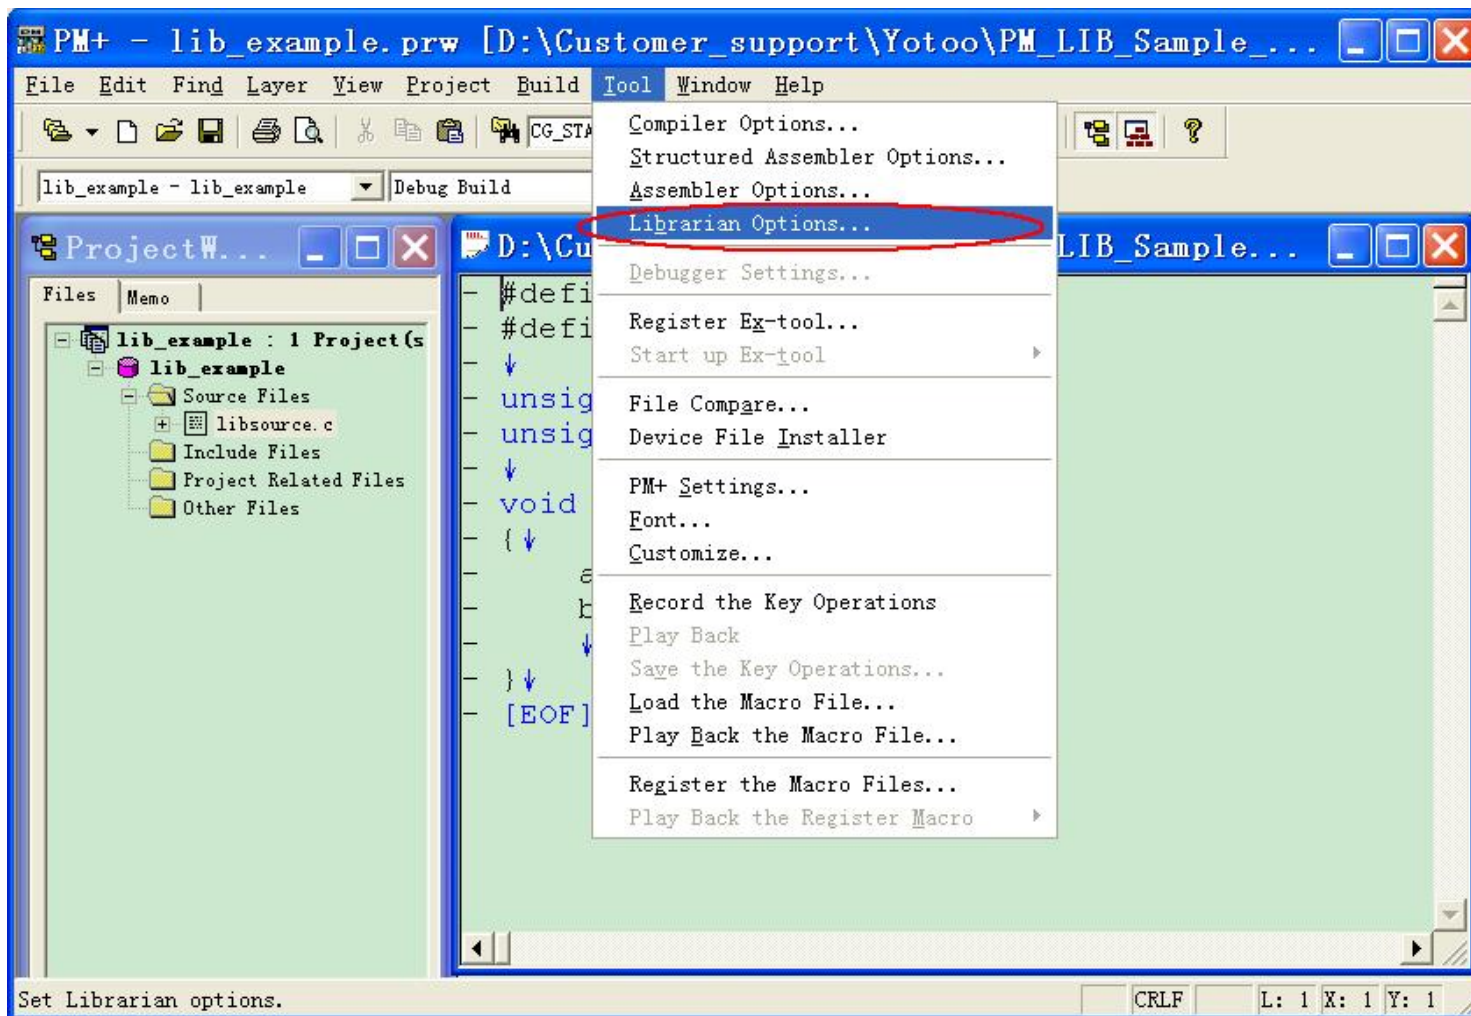 PM+ - lib_example.prw [D:\Customer_support\Yotoo\PM_LIB_Sample_...
File Edit Find Layer View Project Build Tool Window Help
CG_STA
lib_example - lib_example Debug Build
Compiler Options...
Structured Assembler Options...
Assembler Options...
Librarian Options...
Debugger Settings...
Register Ex-tool...
Start up Ex-tool
File Compare...
Device File Installer
PM+ Settings...
Font...
Customize...
Record the Key Operations
Play Back
Save the Key Operations...
Load the Macro File...
Play Back the Macro File...
Register the Macro Files...
Play Back the Register Macro
ProjectW...
Files Memo
lib_example : 1 Project(s
lib_example
Source Files
libsource.c
Include Files
Project Related Files
Other Files
D:\Cu LIB_Sample...
#defi
#defi
unsig
unsig
void
{
b
}
[EOF]
Set Librarian options. CRLF L: 1 X: 1 Y: 1